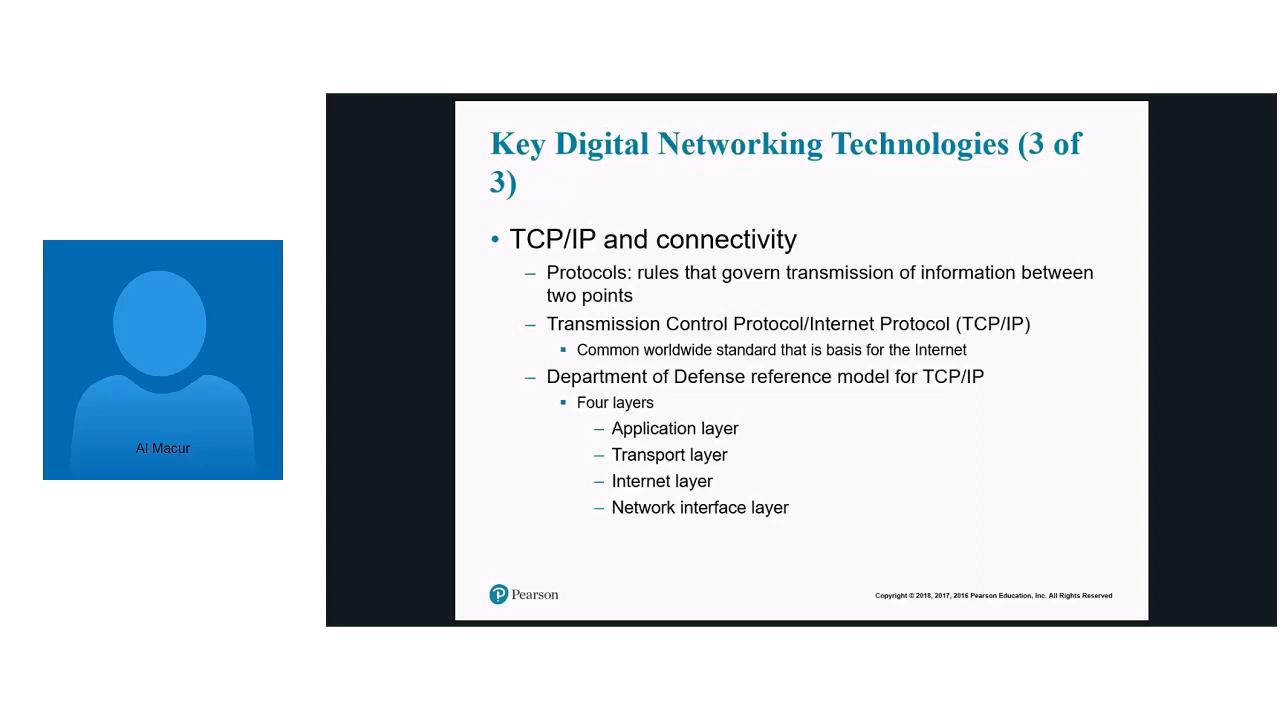 Key Digital Networking Technologies (3 of
3)
• TCP/IP and connectivity
– Protocols: rules that govern transmission of information between
two points
– Transmission Control Protocol/Internet Protocol (TCP/IP)
▪ Common worldwide standard that is basis for the Internet
– Department of Defense reference model for TCP/IP
▪ Four layers
– Application layer
– Transport layer
– Internet layer
– Network interface layer
Al Macur
Pearson
Copyright © 2018, 2017, 2016 Pearson Education, Inc. All Rights Reserved